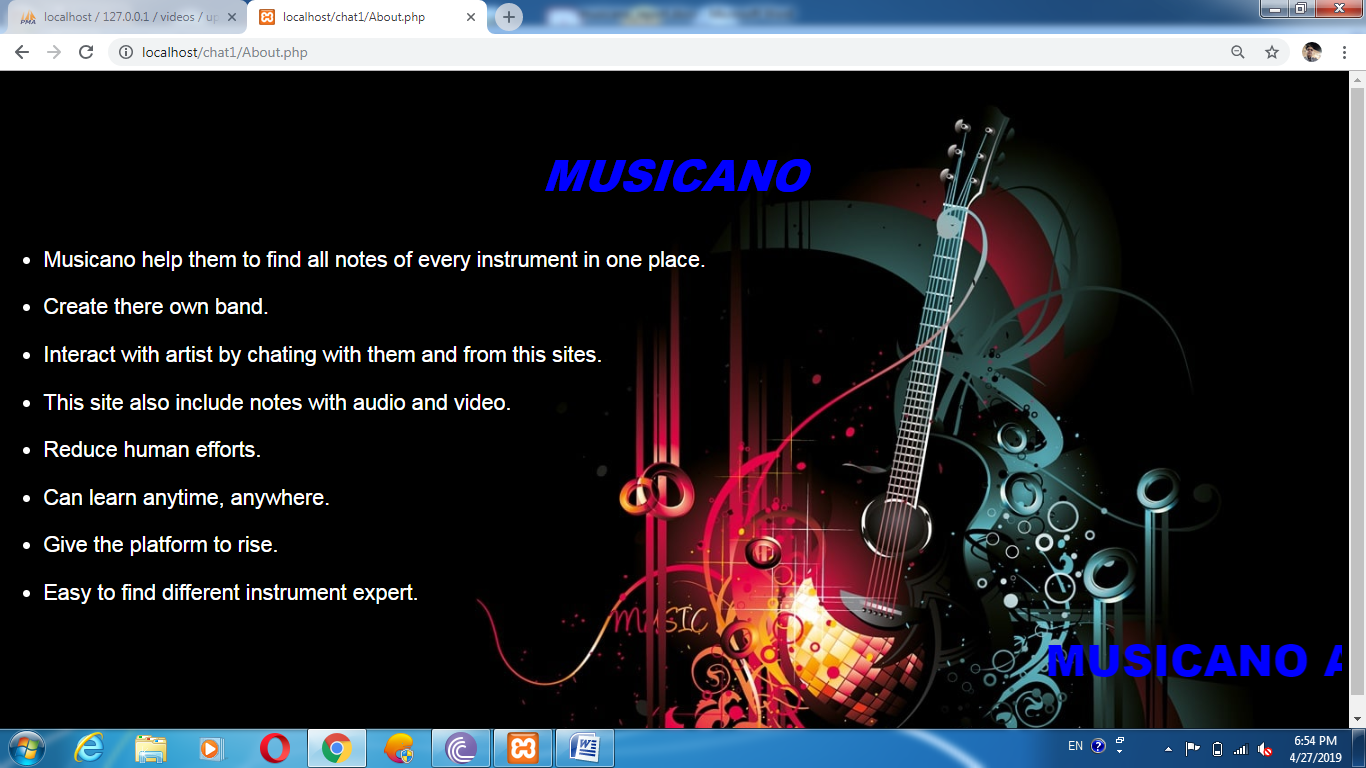 localhost / 127.0.0.1 / videos / up
localhost/chat1/About.php
localhost/chat1/About.php
MUSICANO
• Musicano help them to find all notes of every instrument in one place.
• Create there own band.
• Interact with artist by chating with them and from this sites.
• This site also include notes with audio and video.
• Reduce human efforts.
• Can learn anytime, anywhere.
• Give the platform to rise.
• Easy to find different instrument expert.
MUSIC
MUSICANO A
EN
6:54 PM
4/27/2019